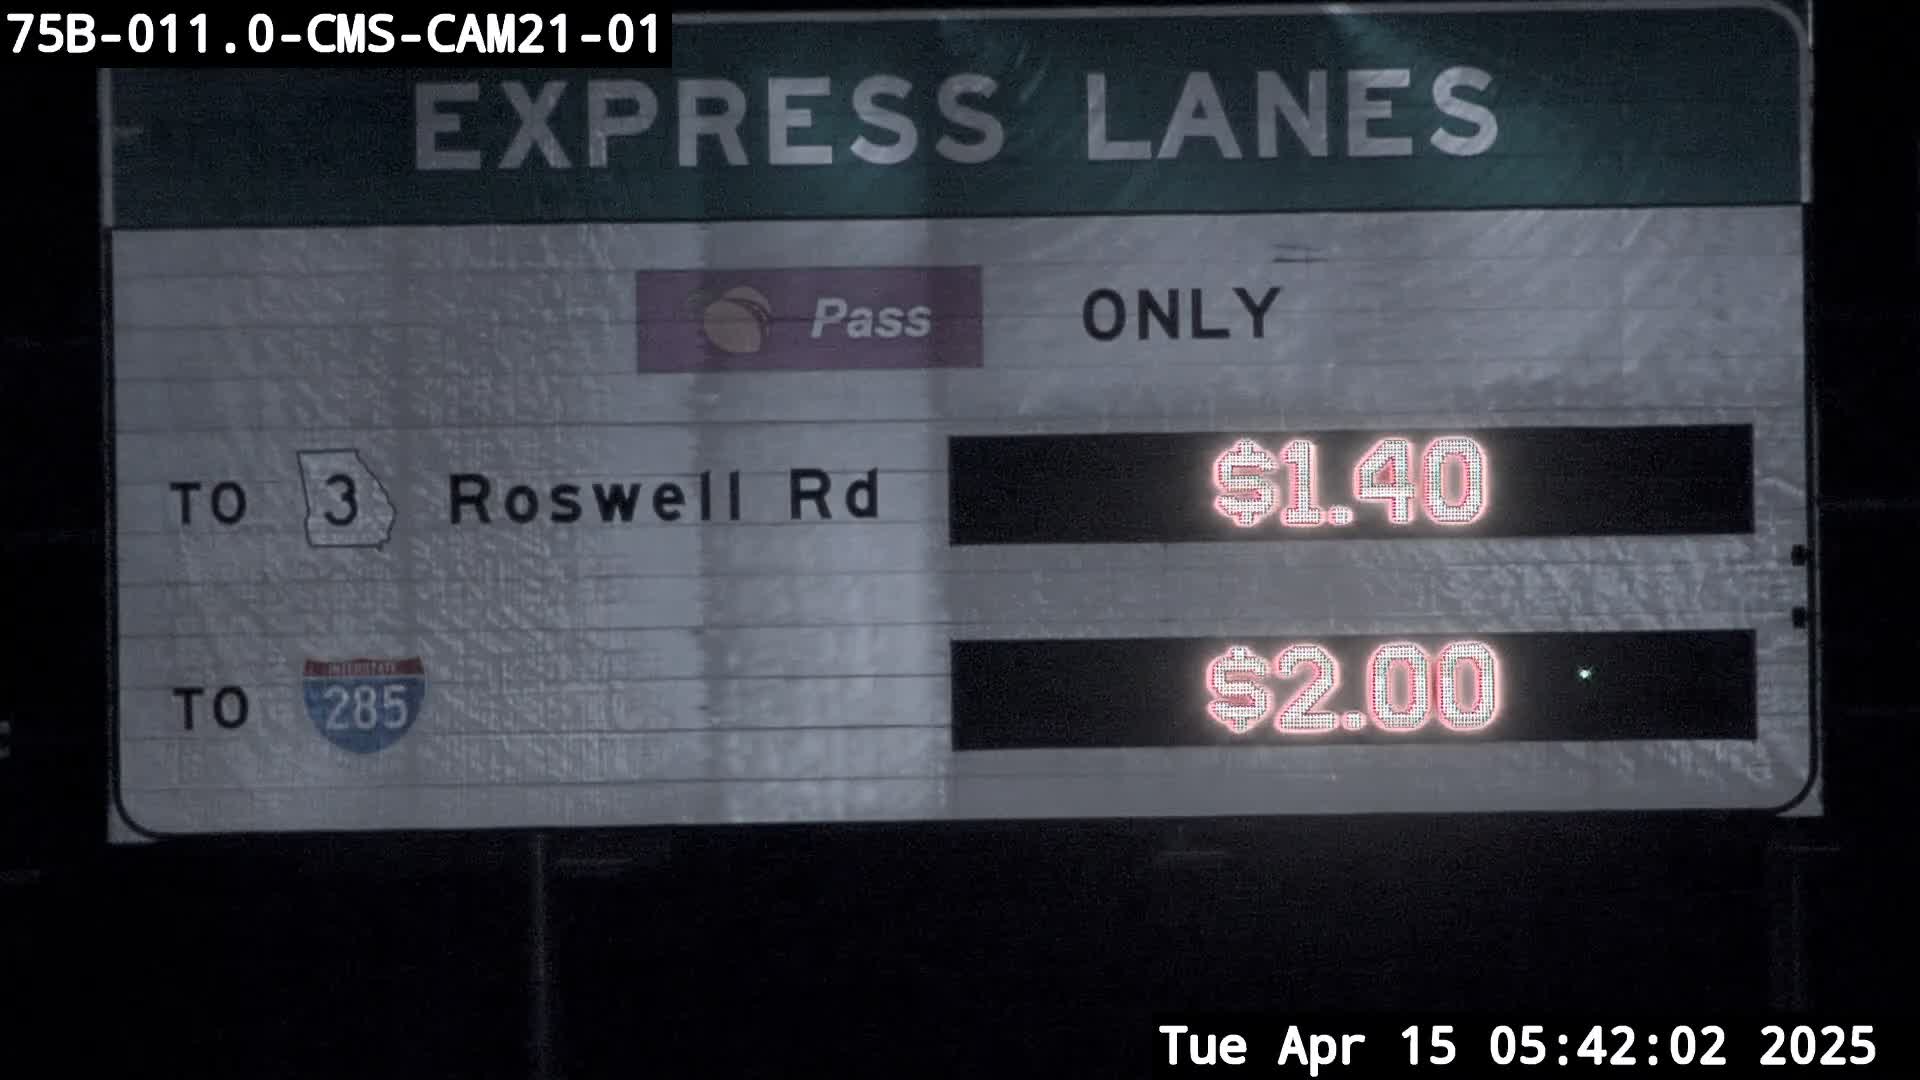 75B-011.0-CMS-CAM21-01
EXPRESS LANES
Pass ONLY
TO 3 Roswell Rd $1.40
TO INTERSTATE 285 $2.00
Tue Apr 15 05:42:02 2025